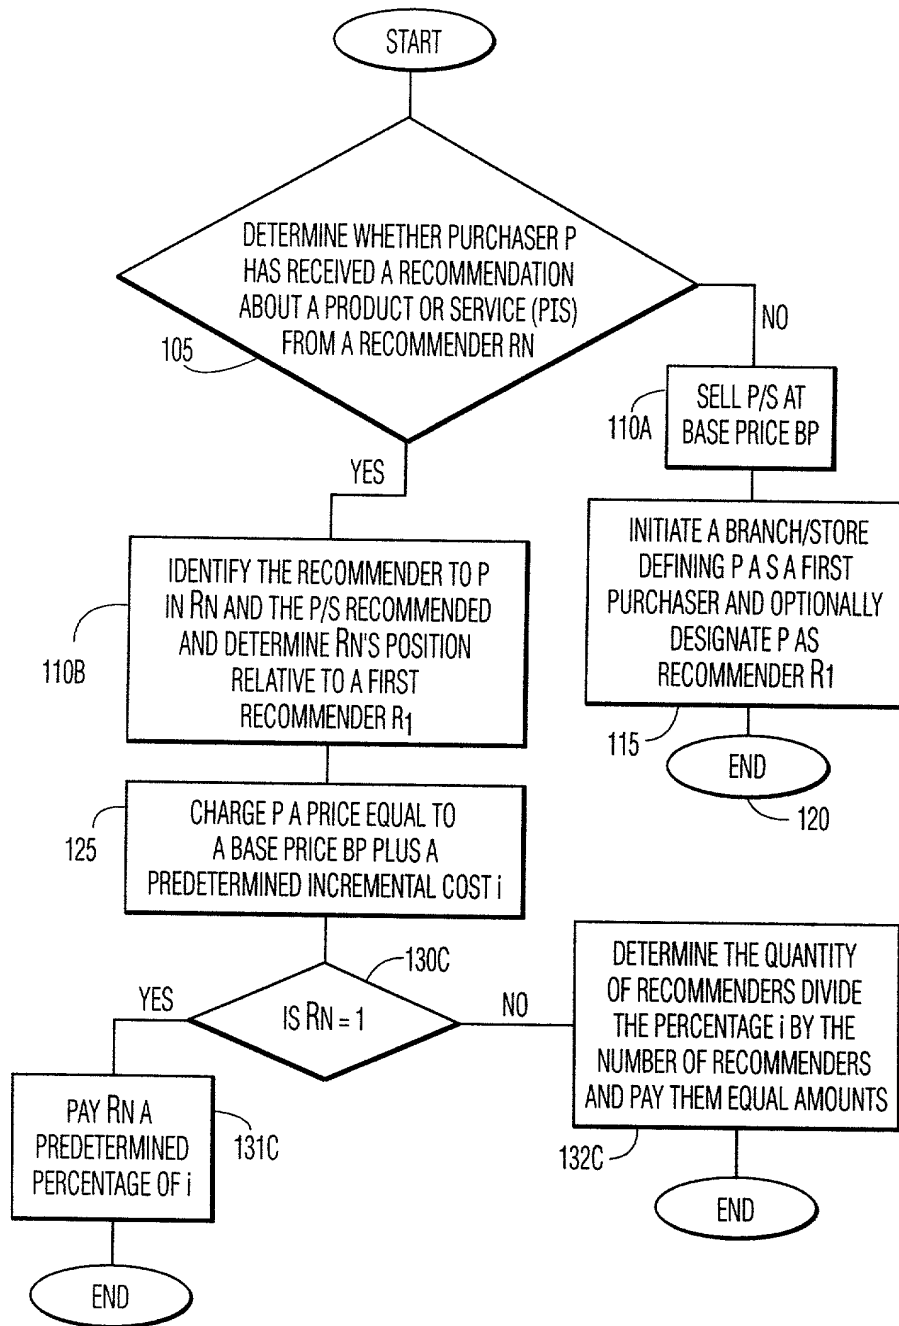 START
DETERMINE WHETHER PURCHASER P
HAS RECEIVED A RECOMMENDATION
ABOUT A PRODUCT OR SERVICE (PIS)
FROM A RECOMMENDER RN
105
NO
110A
SELL P/S AT
BASE PRICE BP
YES
INITIATE A BRANCH/STORE
DEFINING P A S A FIRST
PURCHASER AND OPTIONALLY
DESIGNATE P AS
RECOMMENDER R1
115
END
120
IDENTIFY THE RECOMMENDER TO P
IN RN AND THE P/S RECOMMENDED
AND DETERMINE RN'S POSITION
RELATIVE TO A FIRST
RECOMMENDER R1
110B
CHARGE P A PRICE EQUAL TO
A BASE PRICE BP PLUS A
PREDETERMINED INCREMENTAL COST i
125
130C
IS RN = 1
YES
NO
PAY RN A
PREDETERMINED
PERCENTAGE OF i
131C
END
DETERMINE THE QUANTITY
OF RECOMMENDERS DIVIDE
THE PERCENTAGE i BY THE
NUMBER OF RECOMMENDERS
AND PAY THEM EQUAL AMOUNTS
132C
END